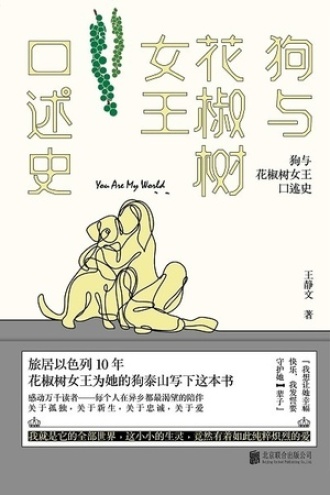 狗与
花椒树
女王
口述史
狗与
花椒树女王
口述史
You Are My World
王静文
旅居以色列 10 年
花椒树女王为她的狗泰山写下这本书
感动万千读者——每个人在异乡都最渴望的陪伴
关于孤独，关于新生，关于忠诚，关于爱
“我想让她幸福
快乐，我发誓要
守护她一辈子”
我就是它的全部世界，这小小的生灵，竟然有着如此纯粹炽烈的爱
北京联合出版公司